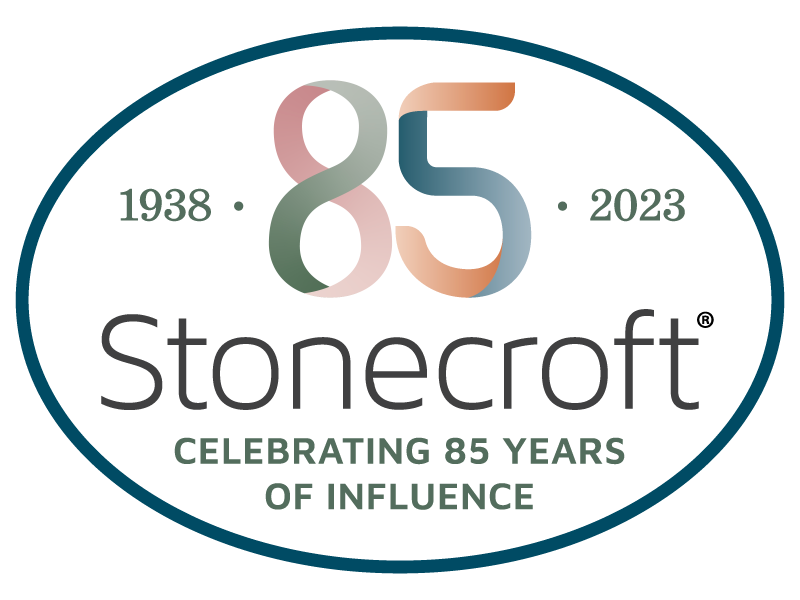 85
1938 · 2023
Stonecroft®
CELEBRATING 85 YEARS
OF INFLUENCE